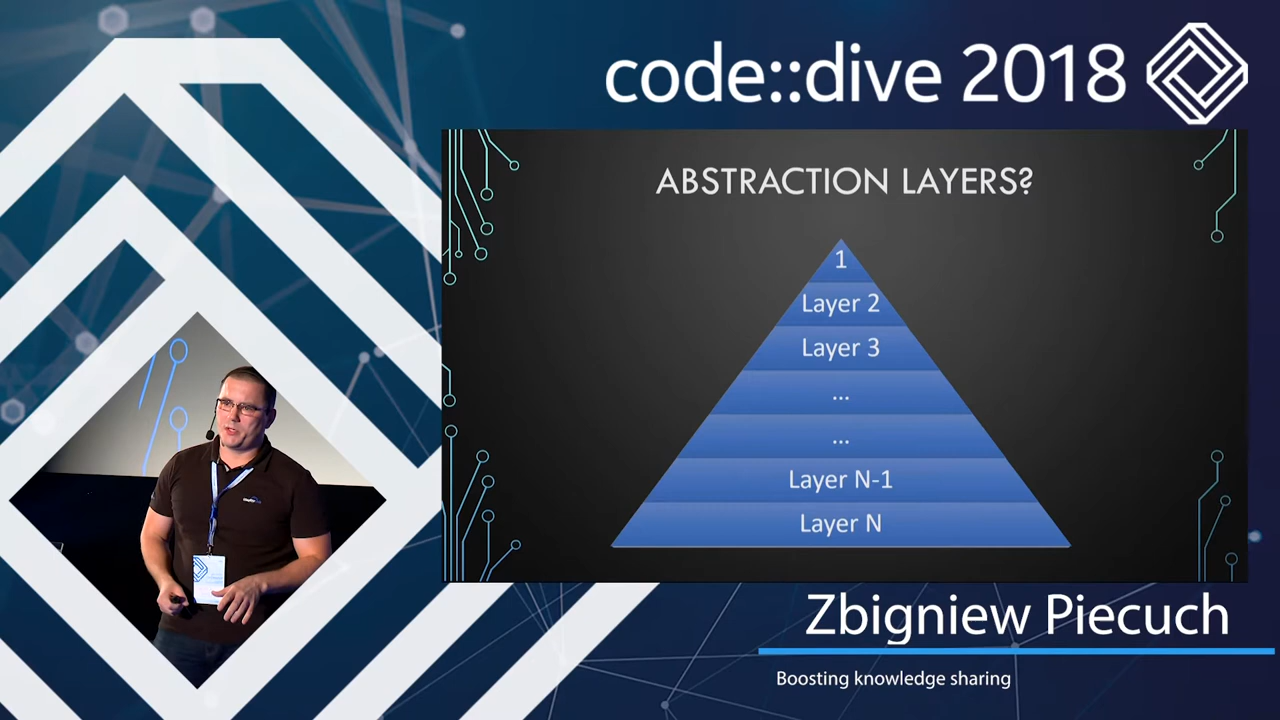 code::dive 2018
ABSTRACTION LAYERS?
1
Layer 2
Layer 3
...
...
Layer N-1
Layer N
Zbigniew Piecuch
Boosting knowledge sharing